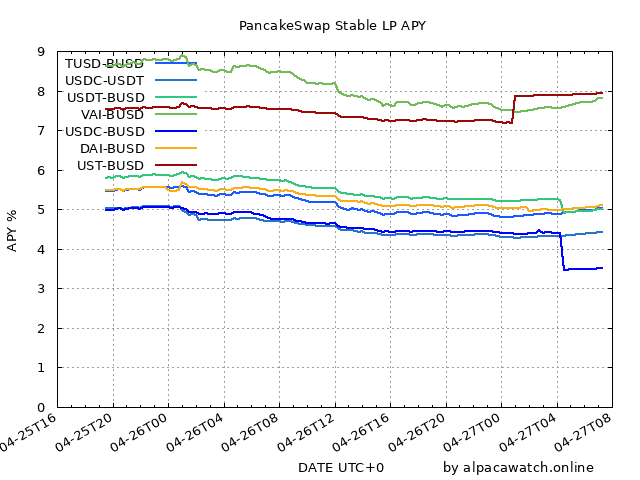 PancakeSwap Stable LP APY
9
8
7
6
5
4
3
2
1
0
APY %
TUSD-BUSD
USDC-USDT
USDT-BUSD
VAI-BUSD
USDC-BUSD
DAI-BUSD
UST-BUSD
04-25T16
04-25T20
04-26T00
04-26T04
04-26T08
04-26T12
04-26T16
04-26T20
04-27T00
04-27T04
04-27T08
DATE UTC+0
by alpacawatch.online